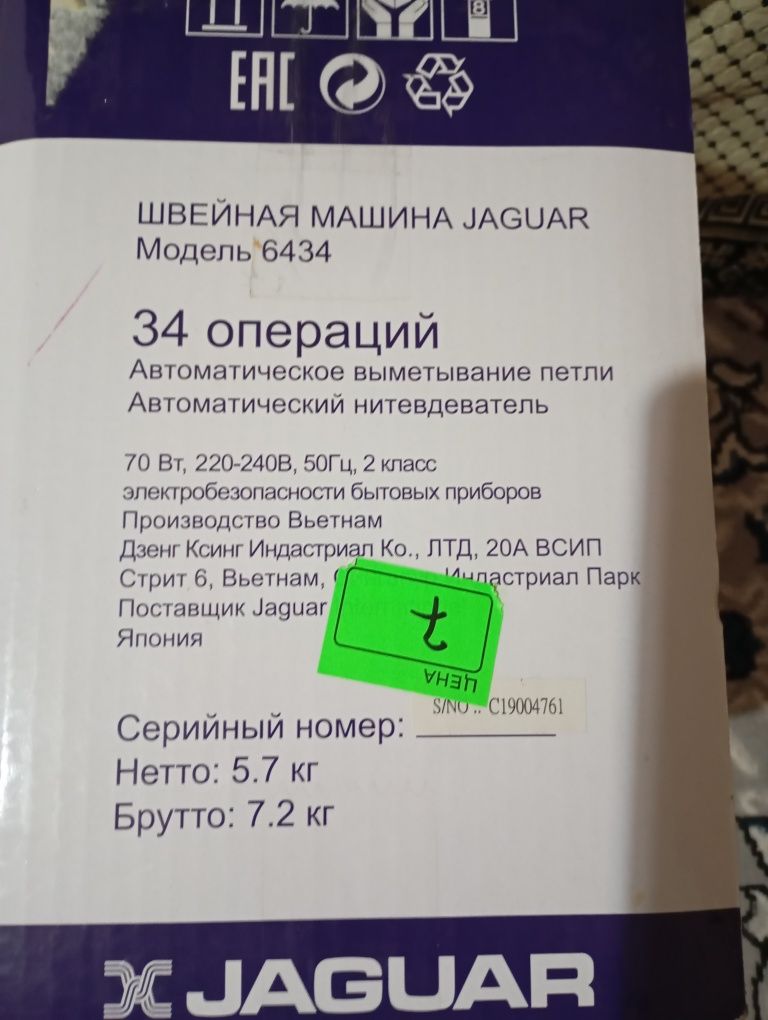 8
EAC
ШВЕЙНАЯ МАШИНА JAGUAR
Модель 6434
34 операций
Автоматическое выметывание петли
Автоматический нитевдеватель
70 Вт, 220-240В, 50Гц, 2 класс
электробезопасности бытовых приборов
Производство Вьетнам
Дзенг Ксинг Индастриал Ко., ЛТД, 20А ВСИП
Стрит 6, Вьетнам, Индастриал Парк
Поставщик Jaguar
Япония
7
ЦЕНА
S/NO.: C19004761
Серийный номер:
Нетто: 5.7 кг
Брутто: 7.2 кг
JAGUAR